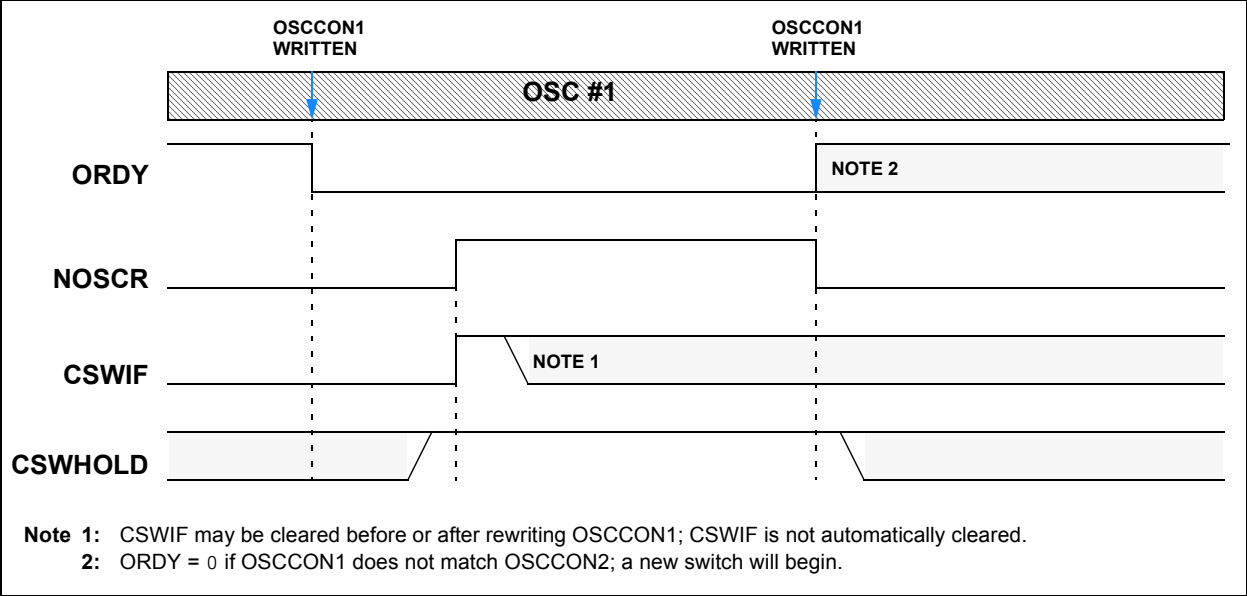 OSCCON1 OSCCON1
WRITTEN WRITTEN
OSC #1
ORDY NOTE 2
NOSCR
CSWIF NOTE 1
CSWHOLD
Note 1: CSWIF may be cleared before or after rewriting OSCCON1; CSWIF is not automatically cleared.
2: ORDY = 0 if OSCCON1 does not match OSCCON2; a new switch will begin.